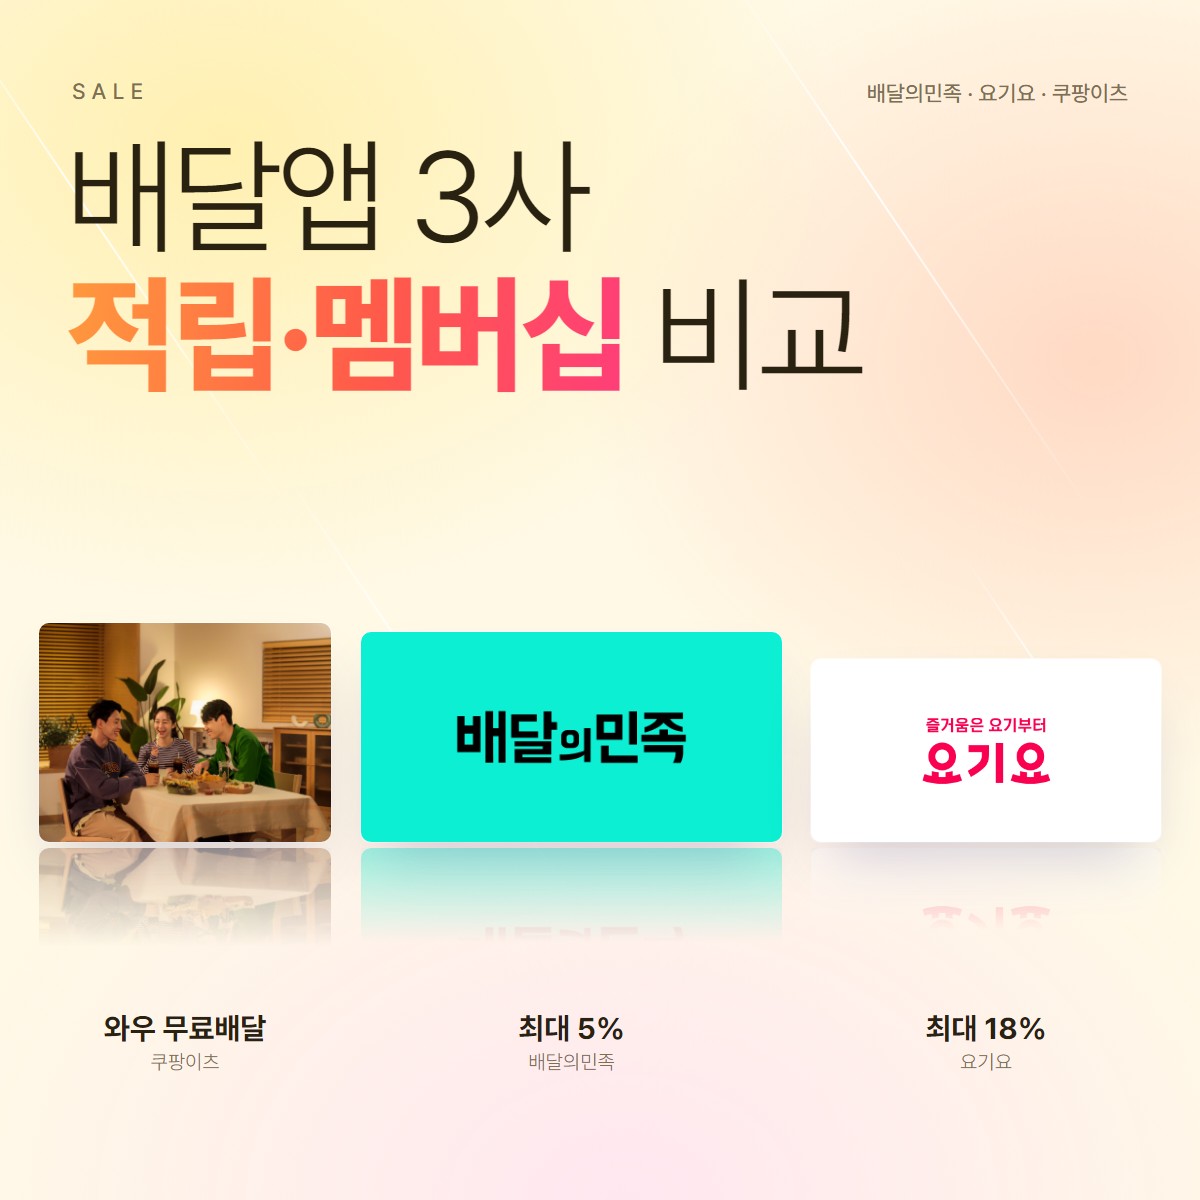 SALE
배달의민족 · 요기요 · 쿠팡이츠
배달앱 3사
적립·멤버십 비교
배달의민족
즐거움은 요기부터
요기요
와우 무료배달
쿠팡이츠
최대 5%
배달의민족
최대 18%
요기요